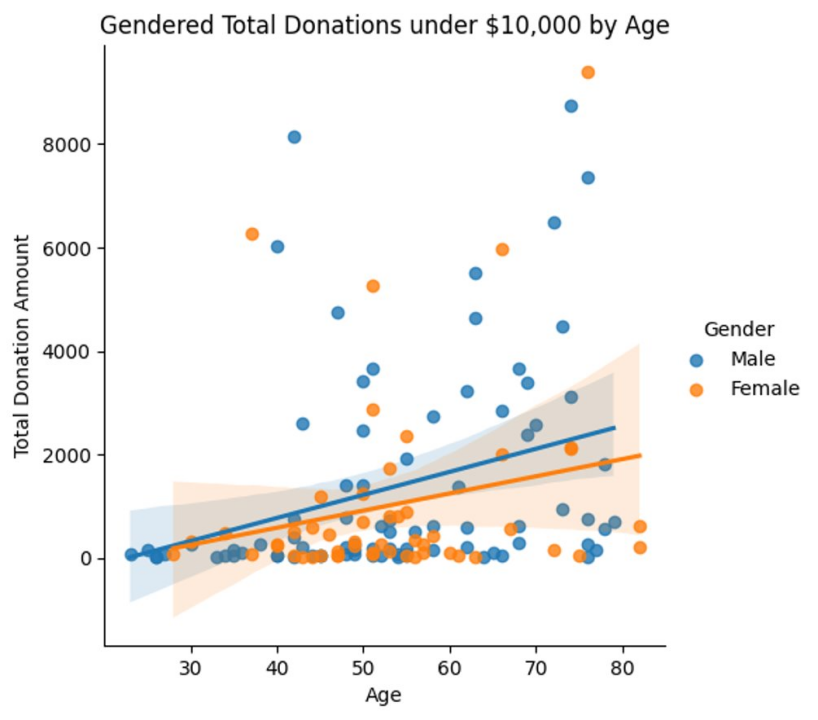 Gendered Total Donations under $10,000 by Age
8000
6000
4000
2000
0
Total Donation Amount
30 40 50 60 70 80
Age
Gender
Male
Female